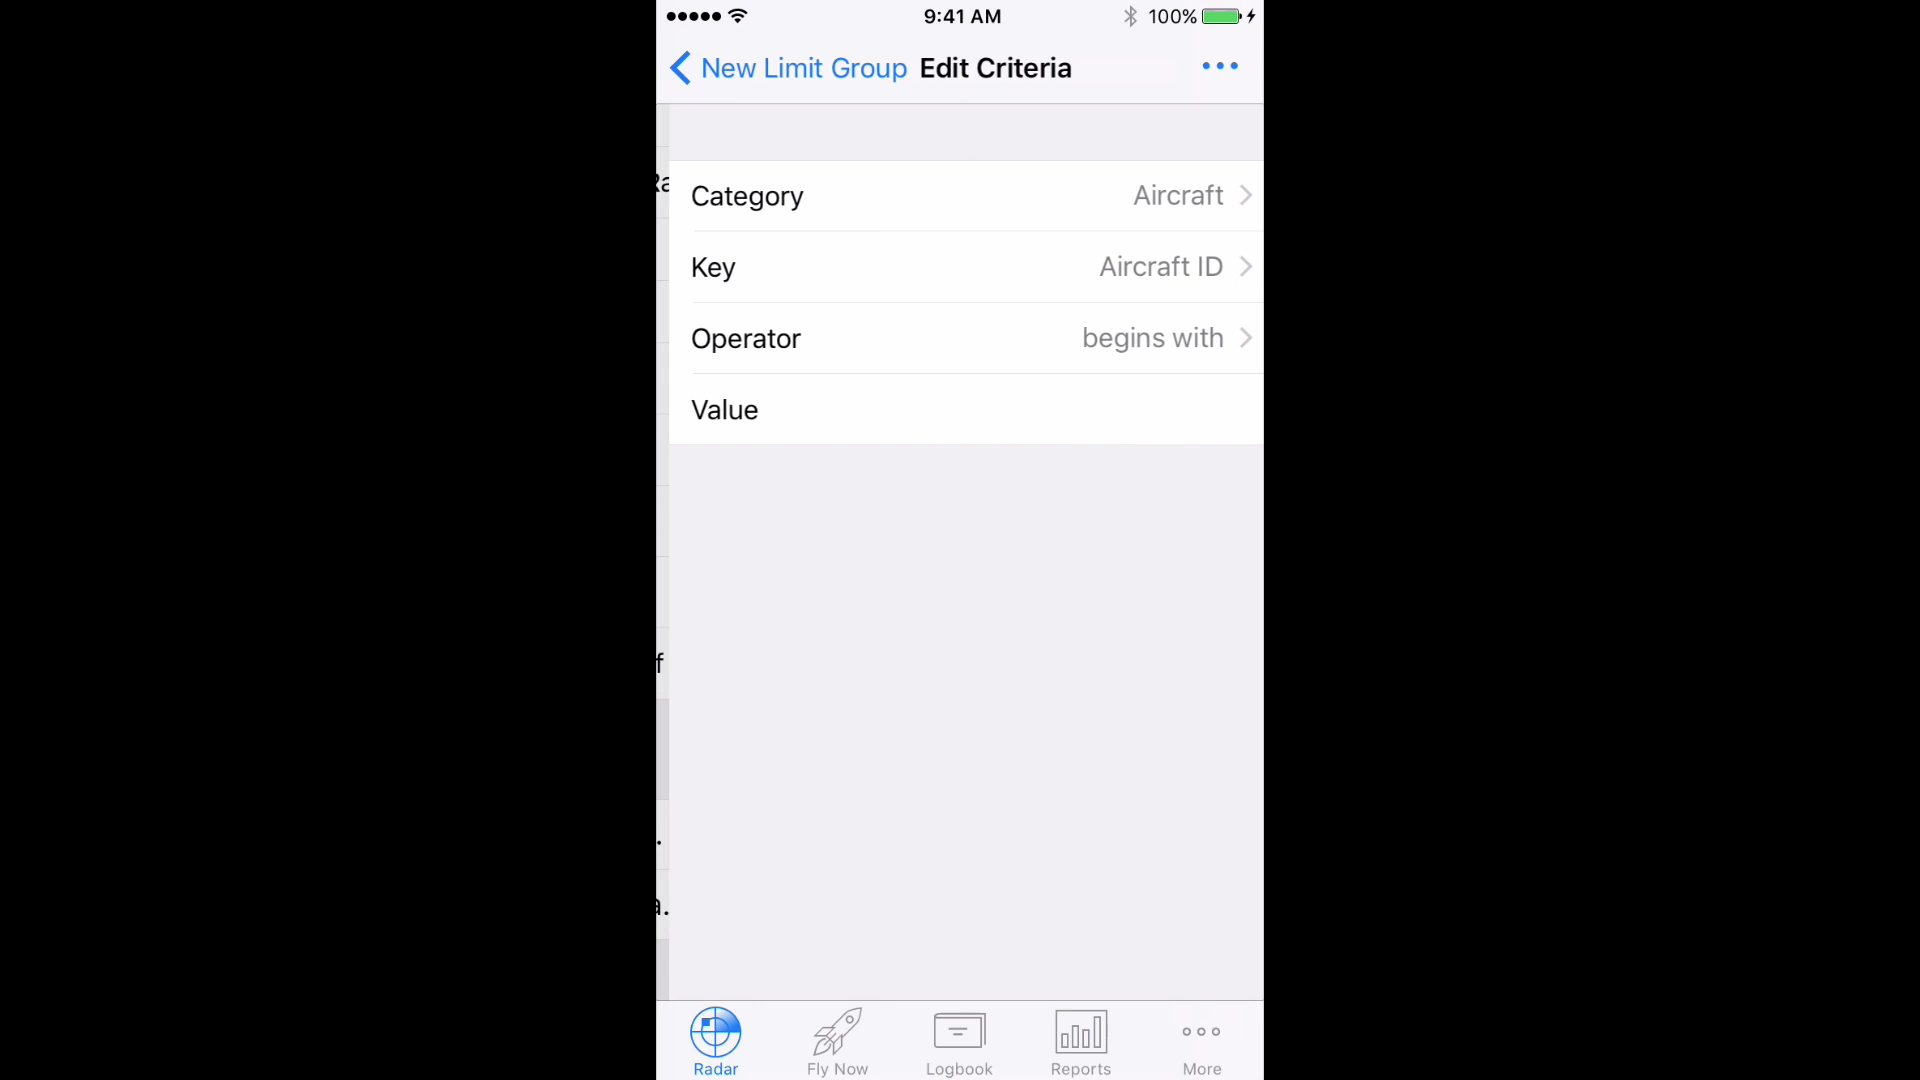 9:41 AM
100%
New Limit Group Edit Criteria
Category Aircraft
Key Aircraft ID
Operator begins with
Value
f
Radar Fly Now Logbook Reports More